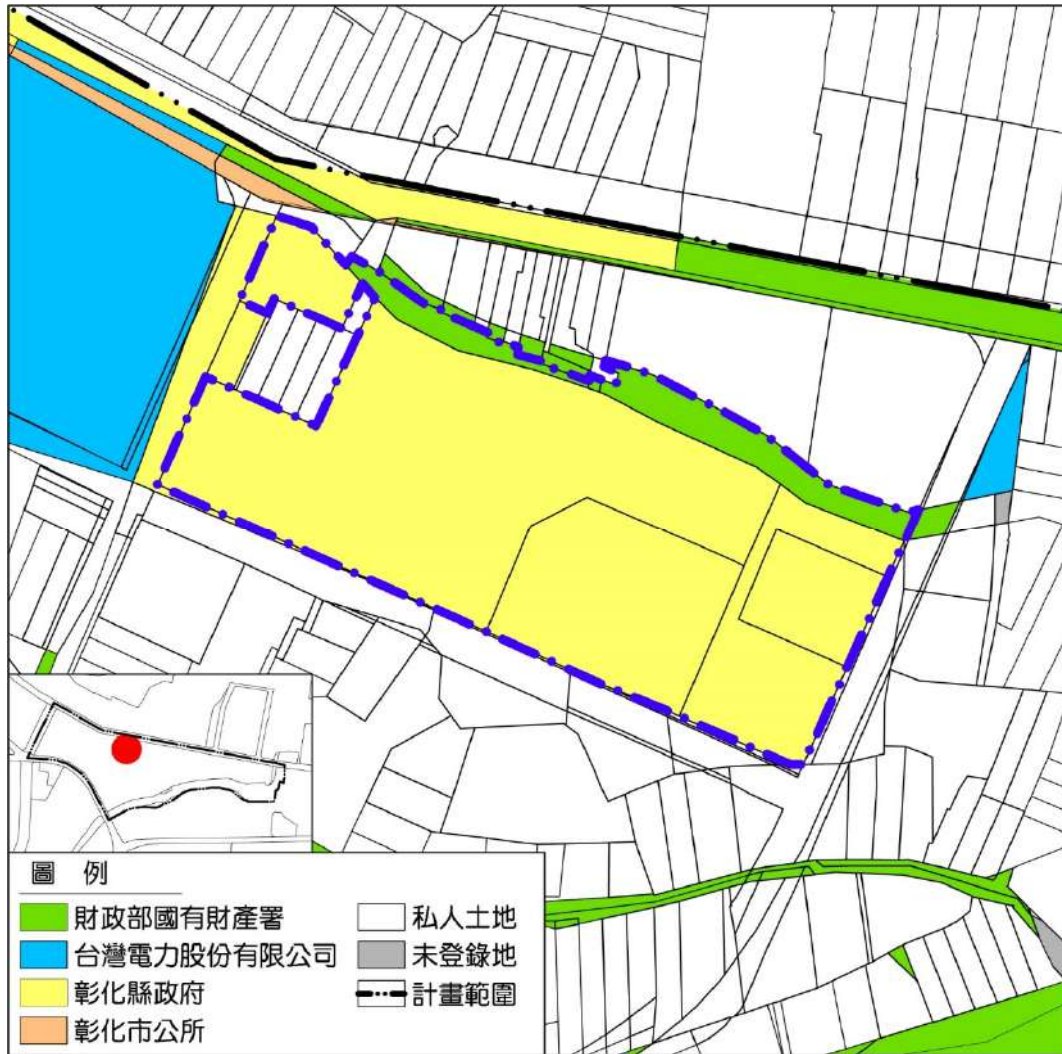 圖 例
財政部國有財產署
台灣電力股份有限公司
彰化縣政府
彰化市公所
私人土地
未登錄地
計畫範圍